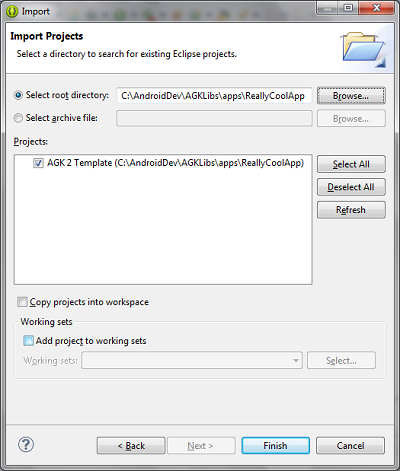 Import
Import Projects
Select a directory to search for existing Eclipse projects.
Select root directory: C:\AndroidDev\AGKLibs\apps\ReallyCoolApp Browse...
Select archive file: Browse...
Projects:
AGK 2 Template (C:\AndroidDev\AGKLibs\apps\ReallyCoolApp) Select All
Deselect All
Refresh
Copy projects into workspace
Working sets
Add project to working sets
Working sets: Select...
? < Back Next > Finish Cancel